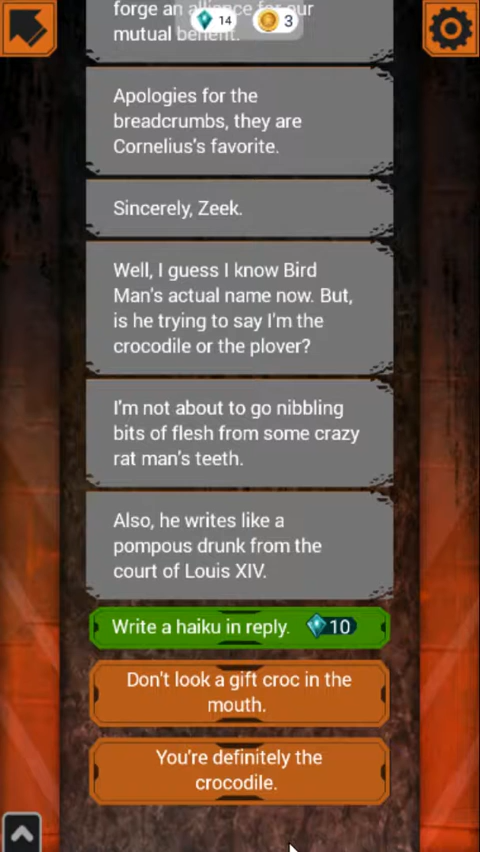 forge an alliance for our
14
3
mutual benefit.
Apologies for the
breadcrumbs, they are
Cornelius's favorite.
Sincerely, Zeek.
Well, I guess I know Bird
Man's actual name now. But,
is he trying to say I'm the
crocodile or the plover?
I'm not about to go nibbling
bits of flesh from some crazy
rat man's teeth.
Also, he writes like a
pompous drunk from the
court of Louis XIV.
Write a haiku in reply. 10
Don't look a gift croc in the
mouth.
You're definitely the
crocodile.